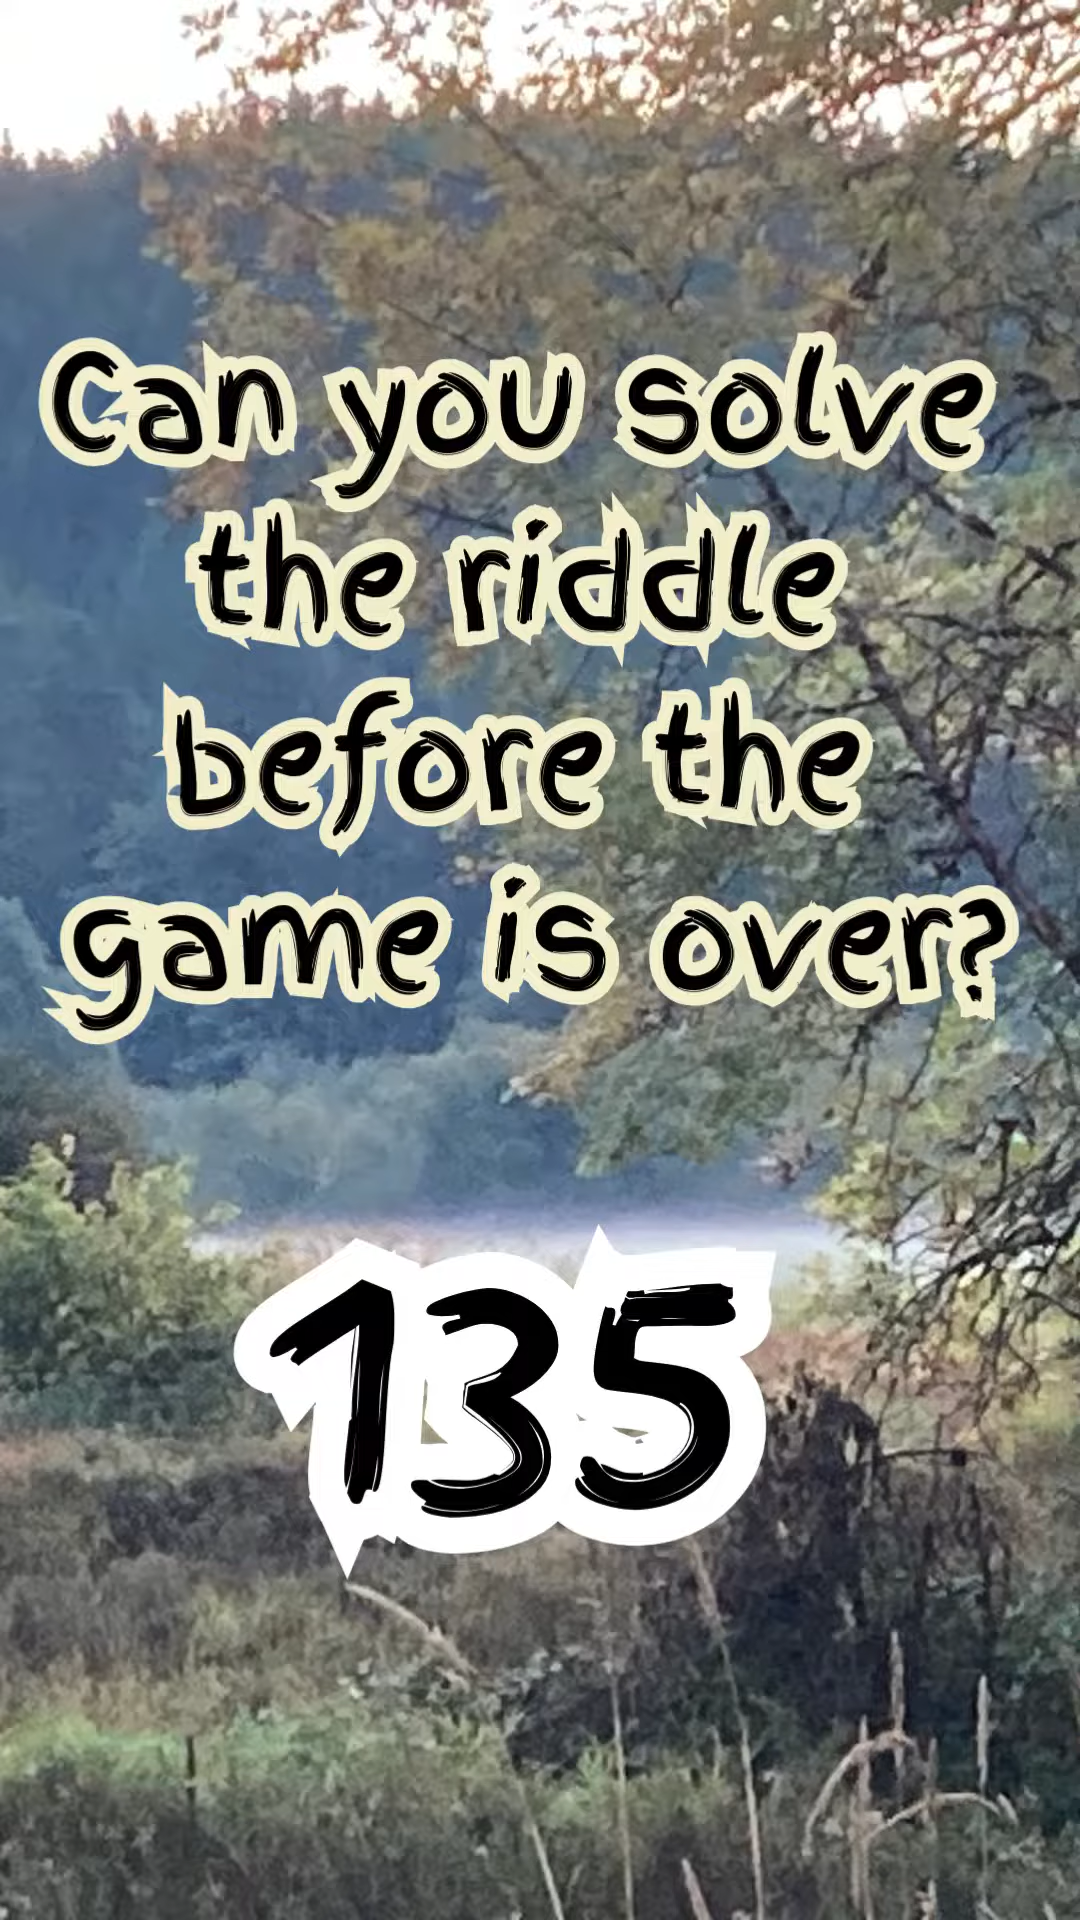 Can you solve
the riddle
before the
game is over?
135